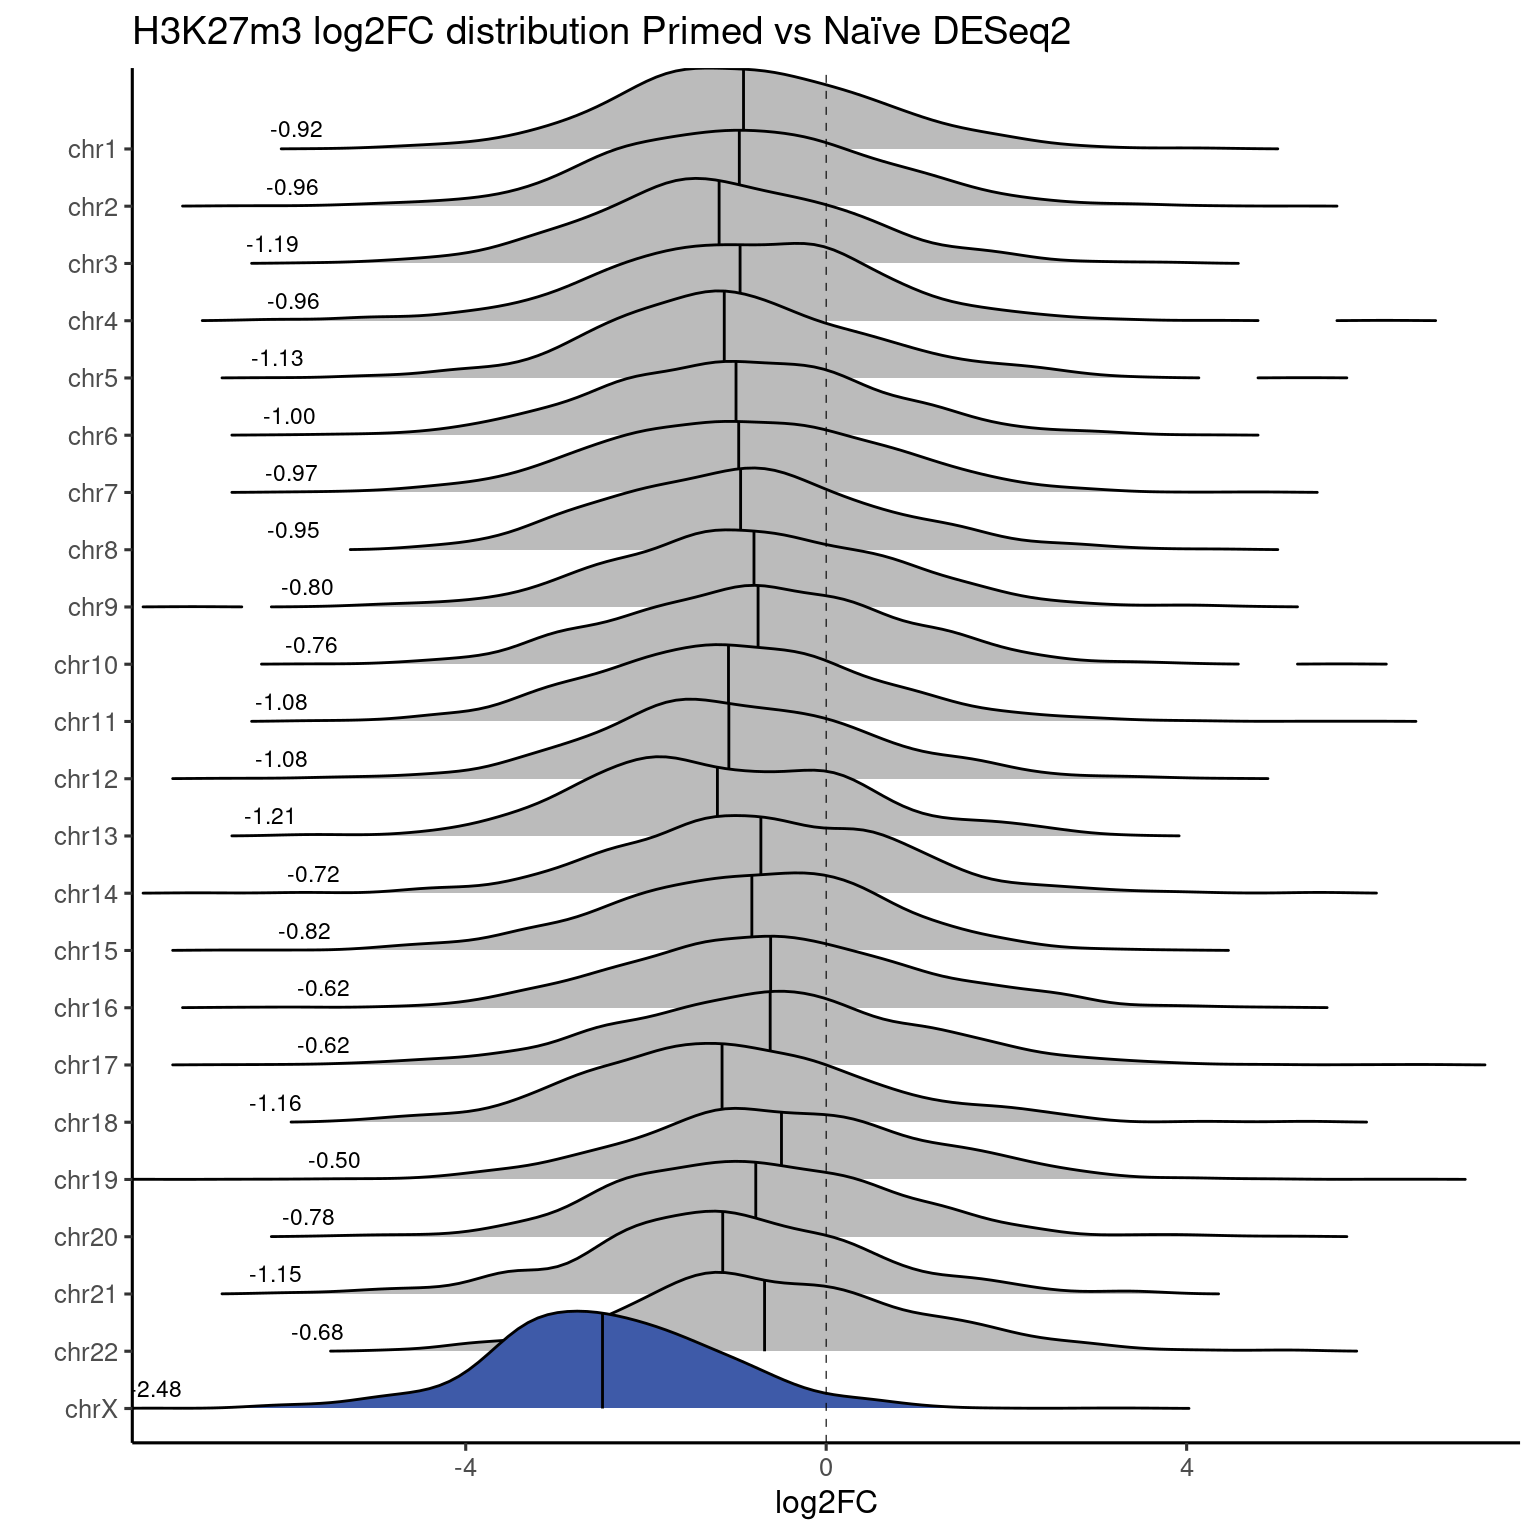 H3K27m3 log2FC distribution Primed vs Naïve DESeq2
chr1 -0.92
chr2 -0.96
chr3 -1.19
chr4 -0.96
chr5 -1.13
chr6 -1.00
chr7 -0.97
chr8 -0.95
chr9 -0.80
chr10 -0.76
chr11 -1.08
chr12 -1.08
chr13 -1.21
chr14 -0.72
chr15 -0.82
chr16 -0.62
chr17 -0.62
chr18 -1.16
chr19 -0.50
chr20 -0.78
chr21 -1.15
chr22 -0.68
chrX -2.48
-4 0 4
log2FC